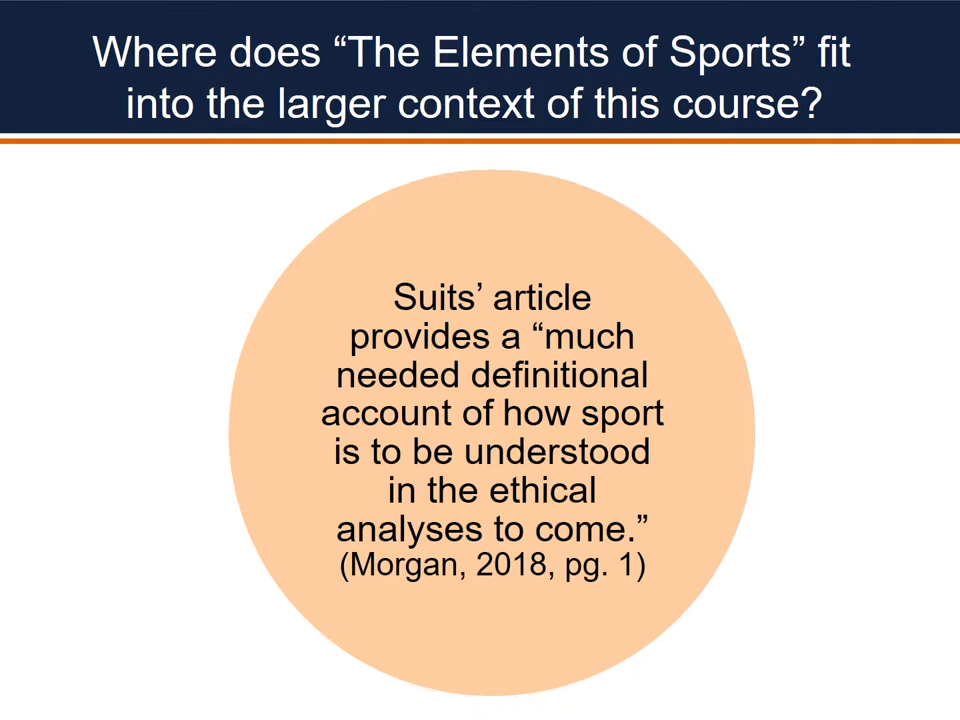 Where does “The Elements of Sports” fit
into the larger context of this course?
Suits’ article
provides a “much
needed definitional
account of how sport
is to be understood
in the ethical
analyses to come.”
(Morgan, 2018, pg. 1)